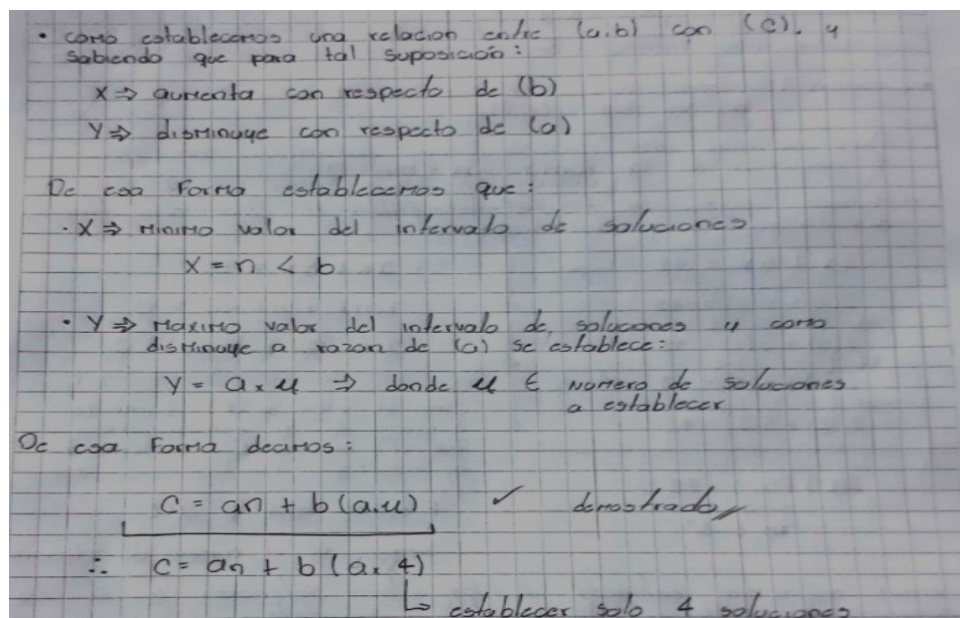 • como establecemos una relacion entre (a,b) con (c). y
sabiendo que para tal suposición:
X ⇒ aumenta con respecto de (b)
Y ⇒ disminuye con respecto de (a)
De esa Forma establecemos que:
• X ⇒ minimo valor del intervalo de soluciones
X = n < b
• Y ⇒ Maximo valor del intervalo de soluciones y como
disminuye a razon de (a) se establece:
Y = a × u ⇒ donde u ∈ numero de soluciones
a establecer
De esa Forma decimos:
C = an + b (a.u) ✓ demostrado
∴ C = an + b (a × 4)
↳ establecer solo 4 soluciones